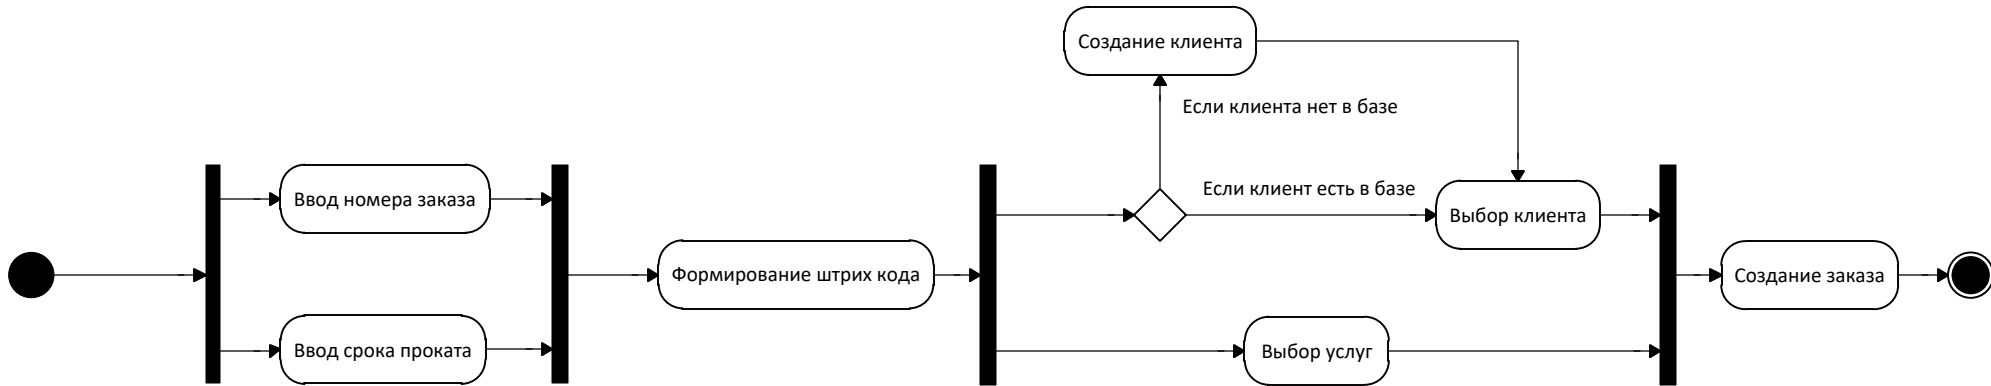 Создание клиента
Если клиента нет в базе
Ввод номера заказа
Если клиент есть в базе
Выбор клиента
Формирование штрих кода
Создание заказа
Ввод срока проката
Выбор услуг